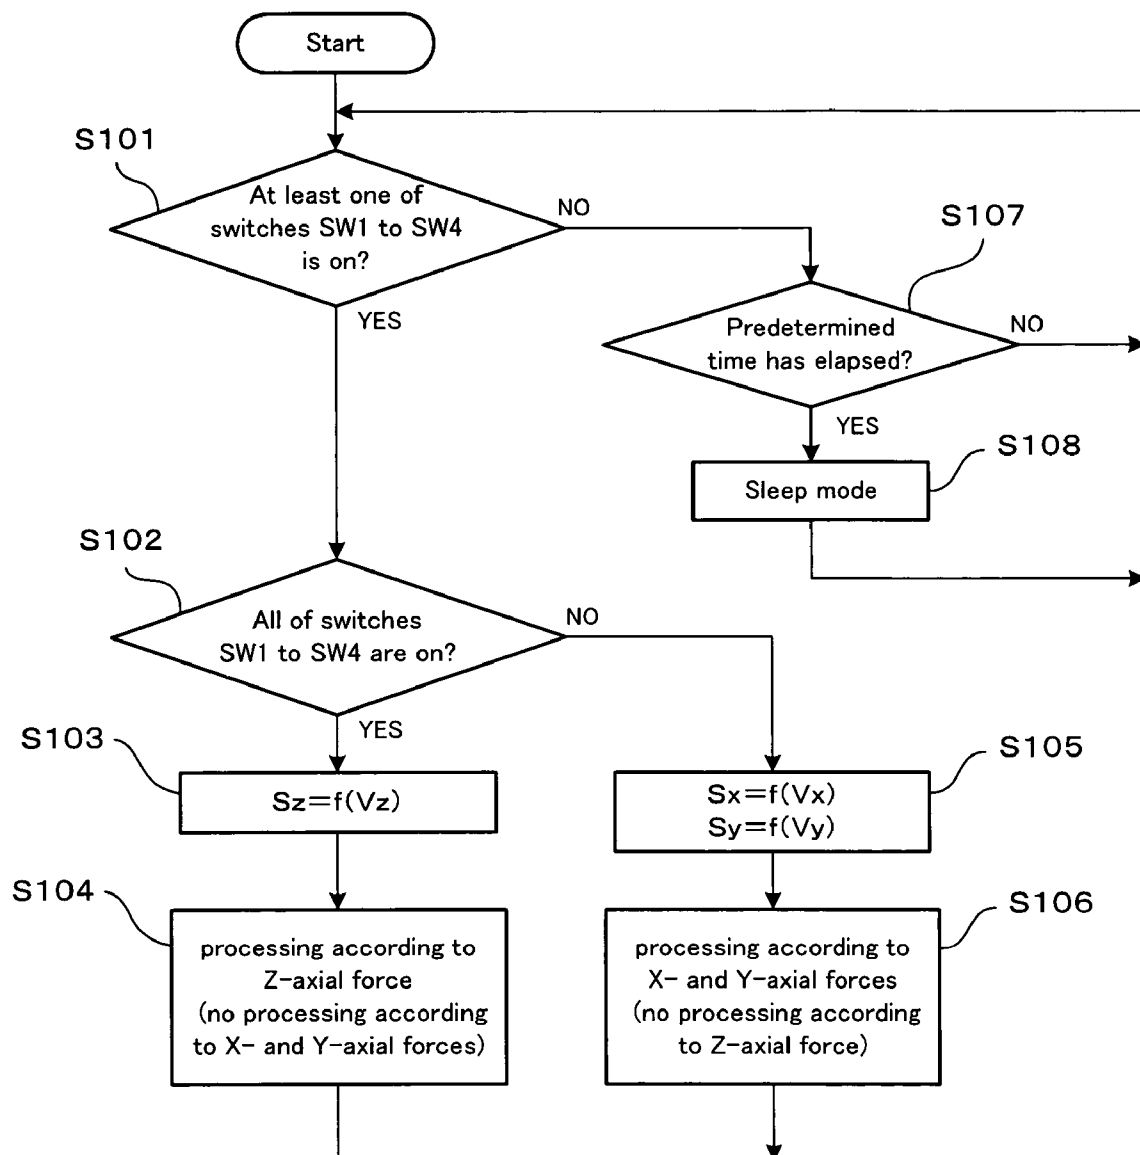 Start
S101
At least one of
switches SW1 to SW4
is on?
NO
YES
S107
Predetermined
time has elapsed?
NO
YES
S108
Sleep mode
S102
All of switches
SW1 to SW4 are on?
NO
YES
S103
Sz=f(Vz)
S105
Sx=f(Vx)
Sy=f(Vy)
S104
processing according to
Z-axial force
(no processing according
to X- and Y-axial forces)
S106
processing according to
X- and Y-axial forces
(no processing according
to Z-axial force)